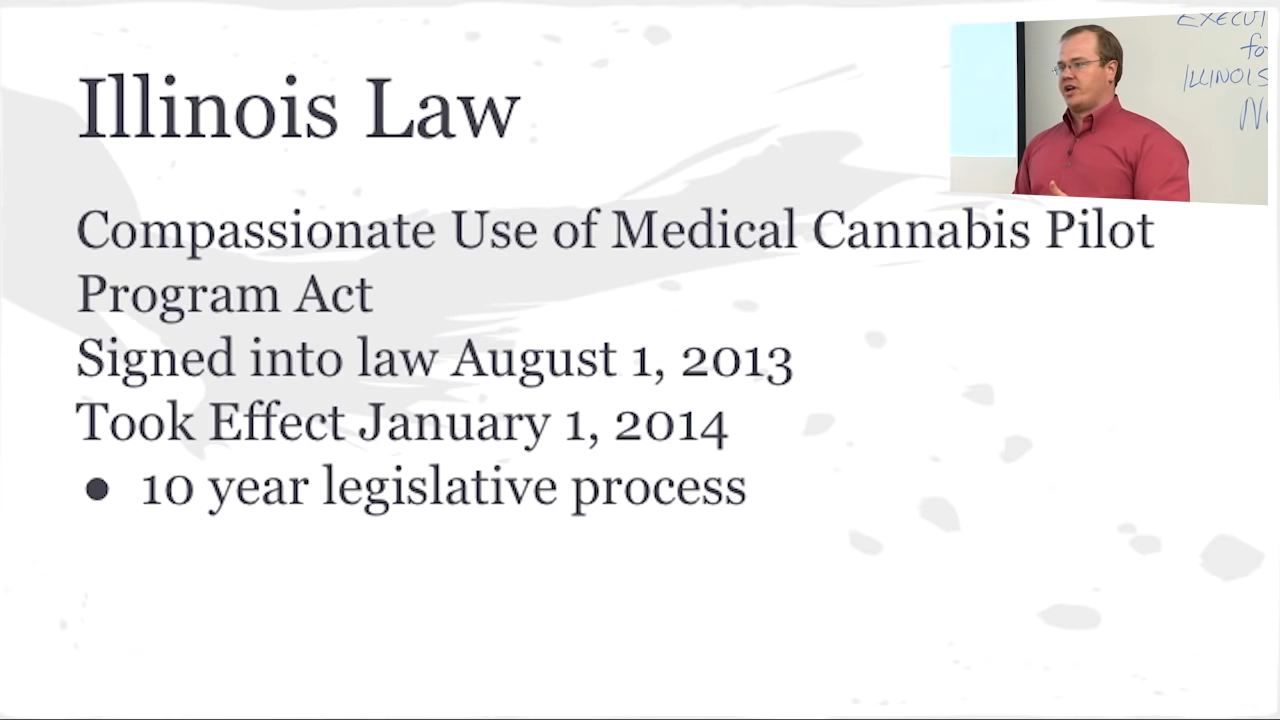 Illinois Law
Compassionate Use of Medical Cannabis Pilot
Program Act
Signed into law August 1, 2013
Took Effect January 1, 2014
● 10 year legislative process
ILLINOIS